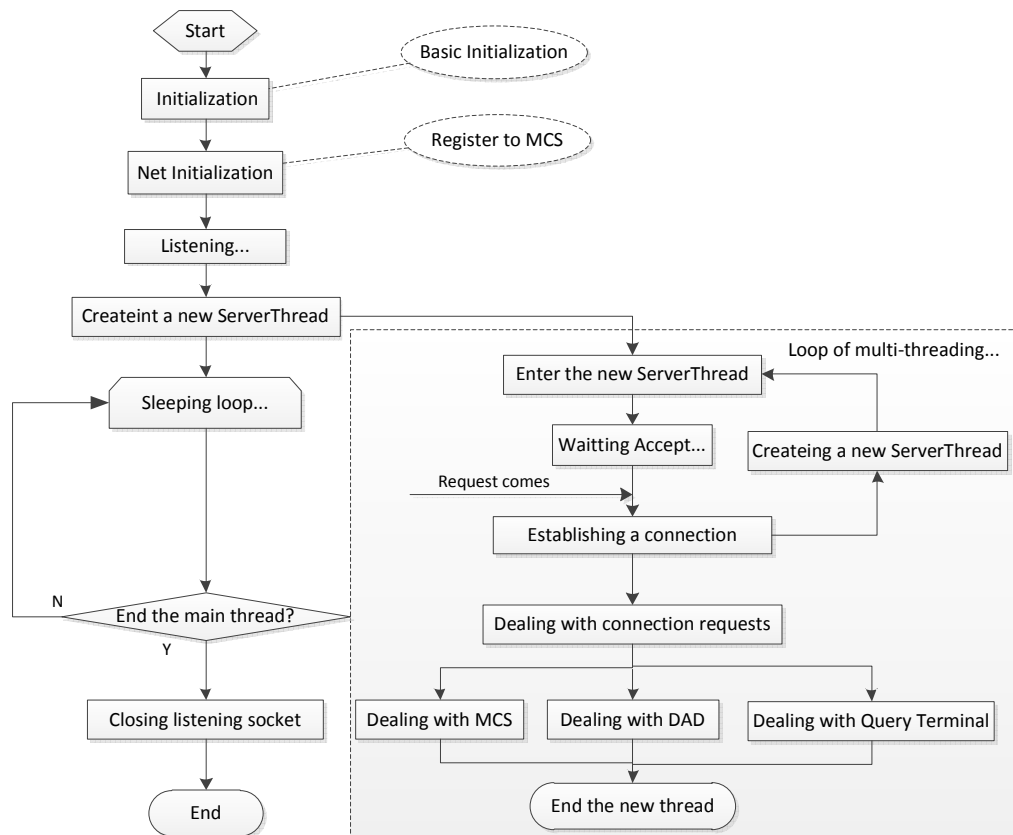 Start
Basic Initialization
Initialization
Register to MCS
Net Initialization
Listening...
Createint a new ServerThread
Loop of multi-threading...
Enter the new ServerThread
Sleeping loop...
Waitting Accept...
Createing a new ServerThread
Request comes
Establishing a connection
N
End the main thread?
Y
Dealing with connection requests
Closing listening socket
Dealing with MCS
Dealing with DAD
Dealing with Query Terminal
End
End the new thread